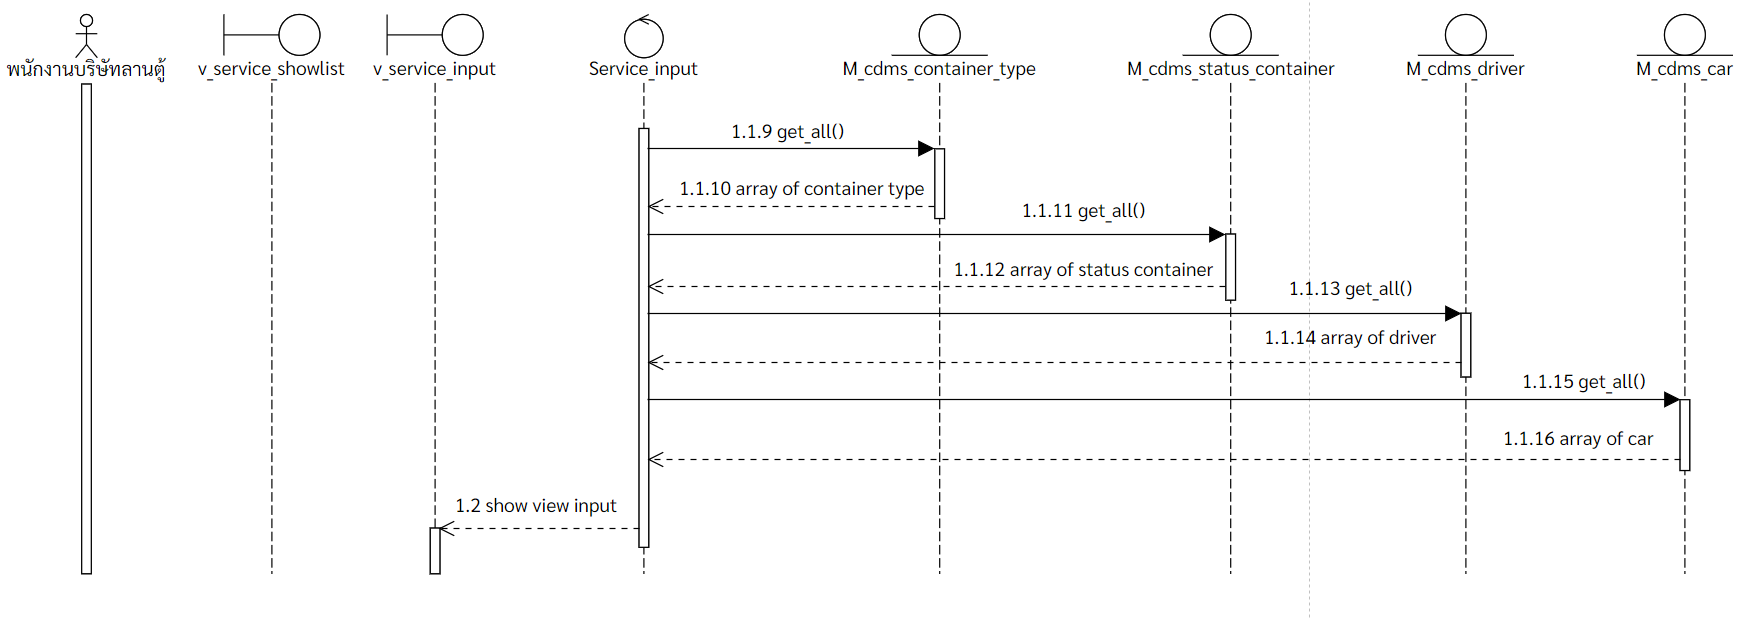 พนักงานบริษัทลานตู้
v_service_showlist
v_service_input
Service_input
M_cdms_container_type
M_cdms_status_container
M_cdms_driver
M_cdms_car
1.1.9 get_all()
1.1.10 array of container type
1.1.11 get_all()
1.1.12 array of status container
1.1.13 get_all()
1.1.14 array of driver
1.1.15 get_all()
1.1.16 array of car
1.2 show view input